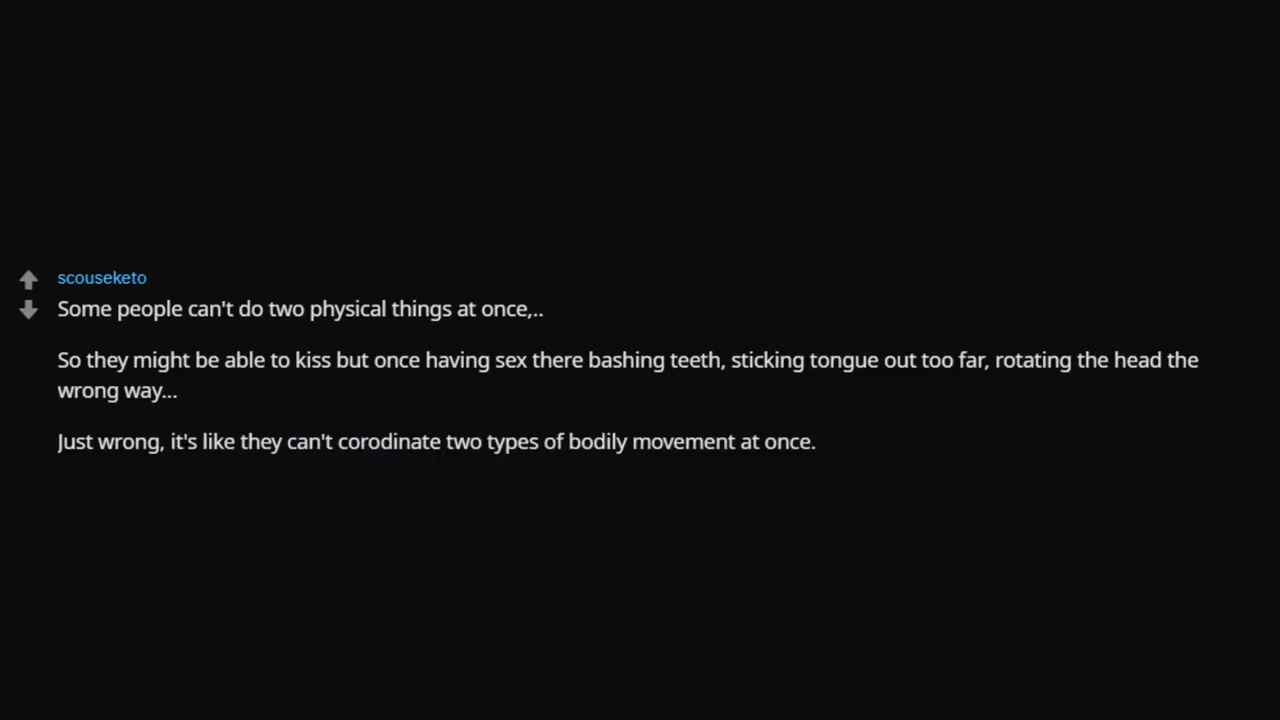 scouseketo
Some people can't do two physical things at once,..
So they might be able to kiss but once having sex there bashing teeth, sticking tongue out too far, rotating the head the
wrong way...
Just wrong, it's like they can't corodinate two types of bodily movement at once.